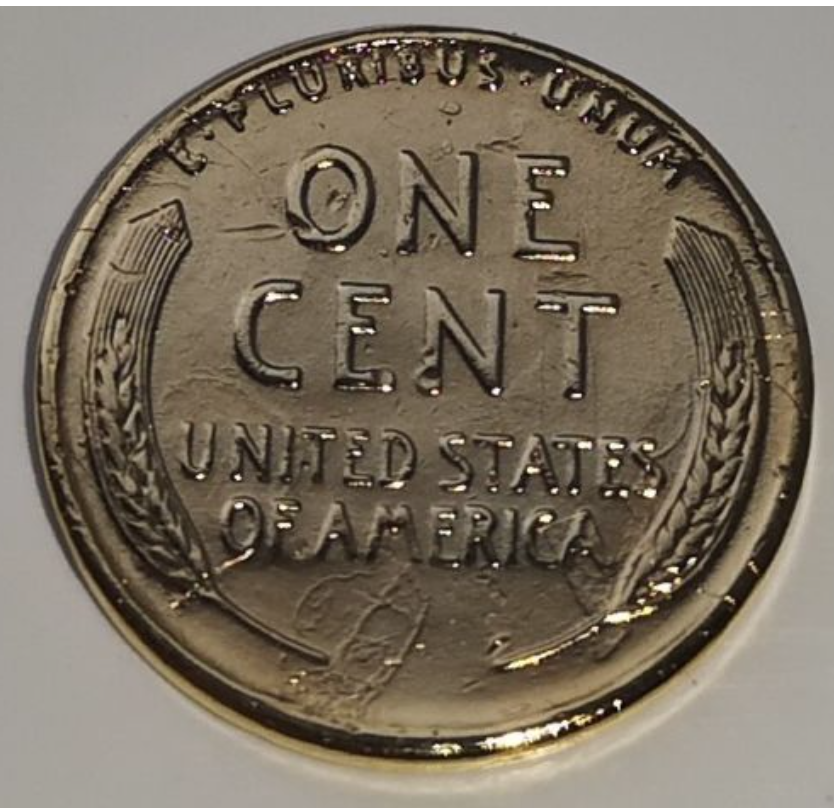 E·PLURIBUS·UNUM
ONE
CENT
UNITED STATES
OF AMERICA